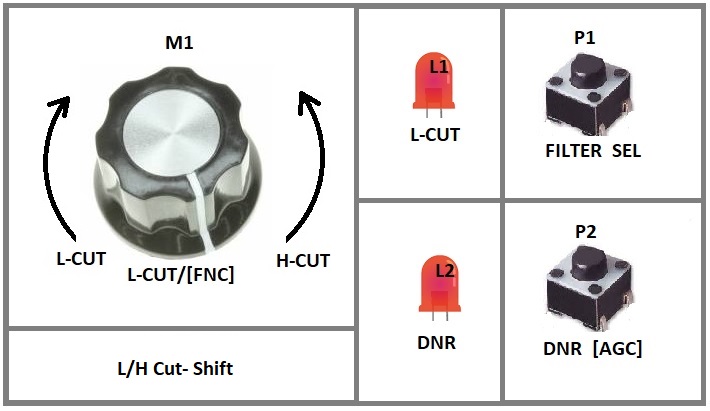 M1
L-CUT
L-CUT/[FNC]
H-CUT
L/H Cut- Shift
L1
L-CUT
P1
FILTER SEL
L2
DNR
P2
DNR [AGC]